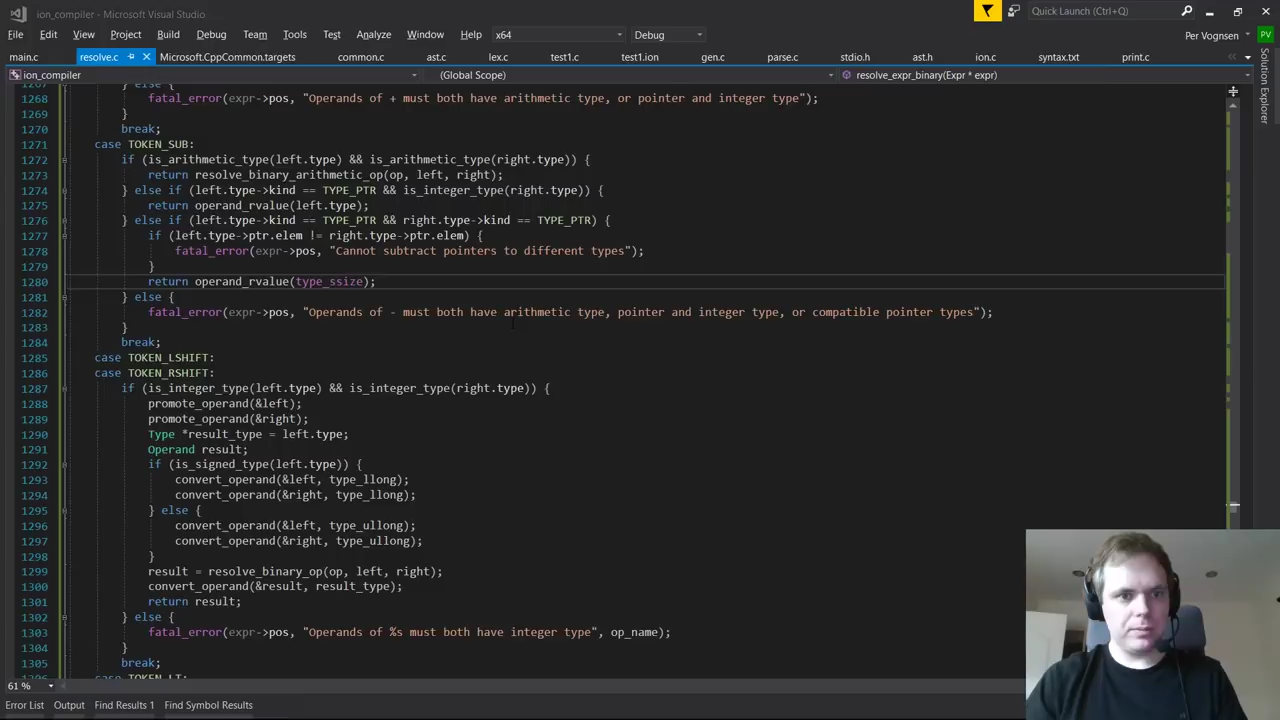 ion_compiler - Microsoft Visual Studio
Quick Launch (Ctrl+Q)
File Edit View Project Build Debug Team Tools Test Analyze Window Help x64 Debug Per Vognsen PV
main.c resolve.c Microsoft.CppCommon.targets common.c ast.c lex.c test1.c test1.ion gen.c parse.c stdio.h ast.h ion.c syntax.txt print.c
ion_compiler (Global Scope) resolve_expr_binary(Expr * expr)
1267 } else {
1268 fatal_error(expr->pos, "Operands of + must both have arithmetic type, or pointer and integer type");
1269 }
1270 break;
1271 case TOKEN_SUB:
1272 if (is_arithmetic_type(left.type) && is_arithmetic_type(right.type)) {
1273 return resolve_binary_arithmetic_op(op, left, right);
1274 } else if (left.type->kind == TYPE_PTR && is_integer_type(right.type)) {
1275 return operand_rvalue(left.type);
1276 } else if (left.type->kind == TYPE_PTR && right.type->kind == TYPE_PTR) {
1277 if (left.type->ptr.elem != right.type->ptr.elem) {
1278 fatal_error(expr->pos, "Cannot subtract pointers to different types");
1279 }
1280 return operand_rvalue(type_ssize);
1281 } else {
1282 fatal_error(expr->pos, "Operands of - must both have arithmetic type, pointer and integer type, or compatible pointer types");
1283 }
1284 break;
1285 case TOKEN_LSHIFT:
1286 case TOKEN_RSHIFT:
1287 if (is_integer_type(left.type) && is_integer_type(right.type)) {
1288 promote_operand(&left);
1289 promote_operand(&right);
1290 Type *result_type = left.type;
1291 Operand result;
1292 if (is_signed_type(left.type)) {
1293 convert_operand(&left, type_llong);
1294 convert_operand(&right, type_llong);
1295 } else {
1296 convert_operand(&left, type_ullong);
1297 convert_operand(&right, type_ullong);
1298 }
1299 result = resolve_binary_op(op, left, right);
1300 convert_operand(&result, result_type);
1301 return result;
1302 } else {
1303 fatal_error(expr->pos, "Operands of %s must both have integer type", op_name);
1304 }
1305 break;
1306 case TOKEN_LT:
61 %
Error List Output Find Results 1 Find Symbol Results
Solution Explorer